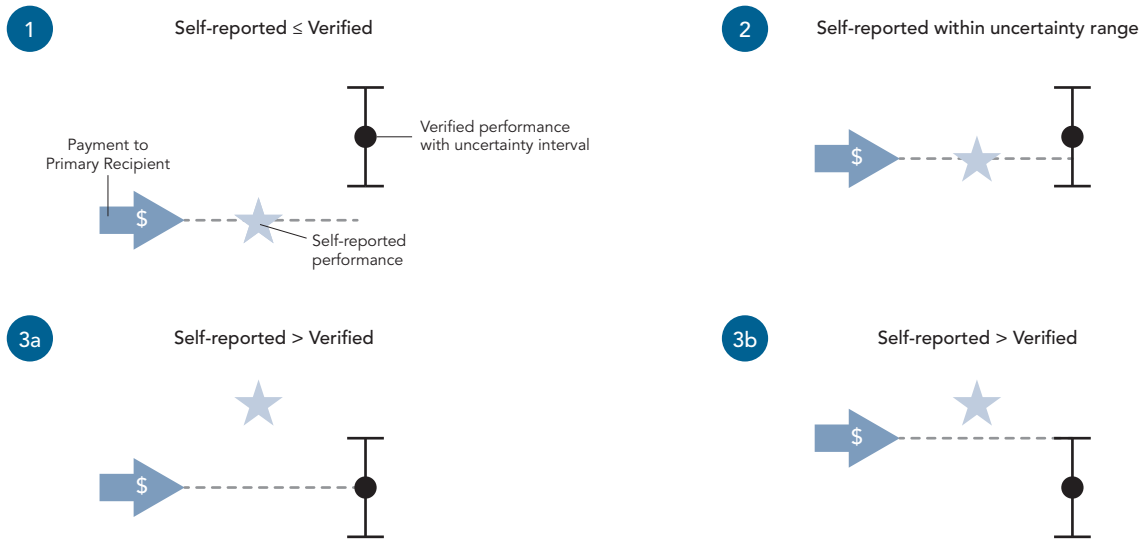 1
Self-reported ≤ Verified
Payment to
Primary Recipient
$
Verified performance
with uncertainty interval
Self-reported
performance
2
Self-reported within uncertainty range
$
3a
Self-reported > Verified
$
3b
Self-reported > Verified
$